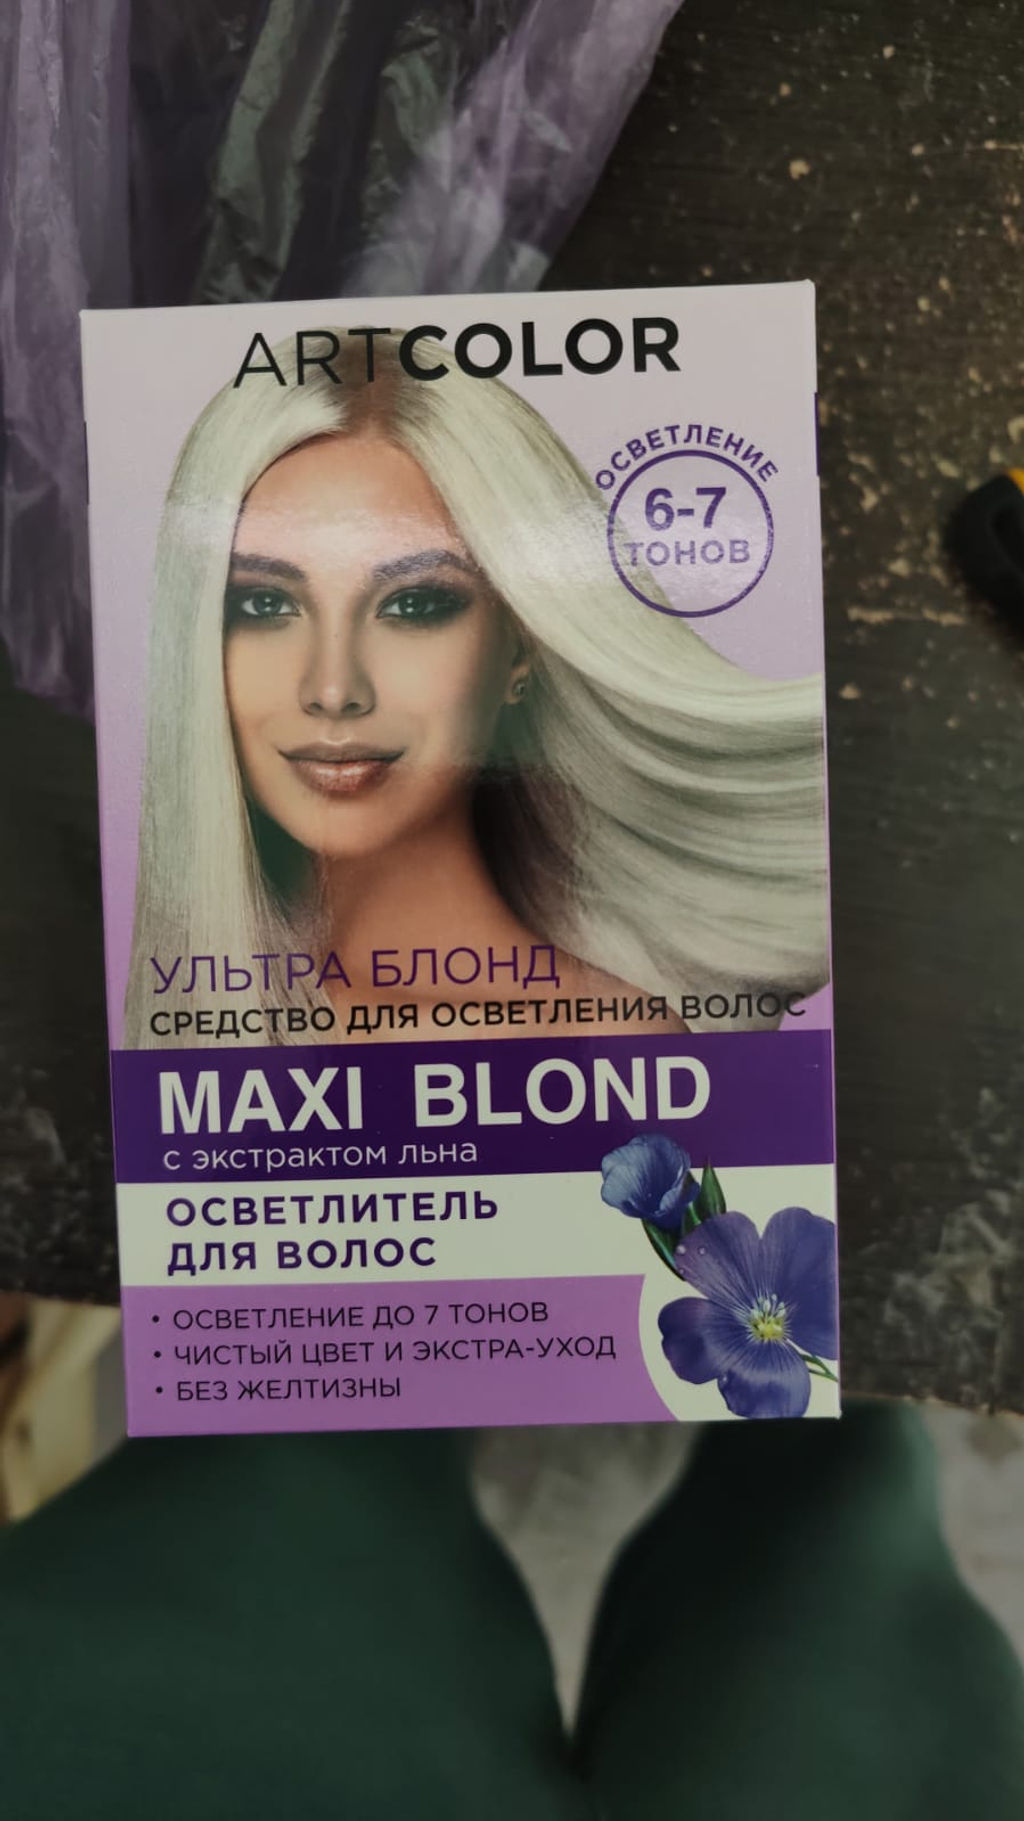 ARTCOLOR
ОСВЕТЛЕНИЕ
6-7
ТОНОВ
УЛЬТРА БЛОНД
СРЕДСТВО ДЛЯ ОСВЕТЛЕНИЯ ВОЛОС
MAXI BLOND
с экстрактом льна
ОСВЕТЛИТЕЛЬ
ДЛЯ ВОЛОС
• ОСВЕТЛЕНИЕ ДО 7 ТОНОВ
• ЧИСТЫЙ ЦВЕТ И ЭКСТРА-УХОД
• БЕЗ ЖЕЛТИЗНЫ